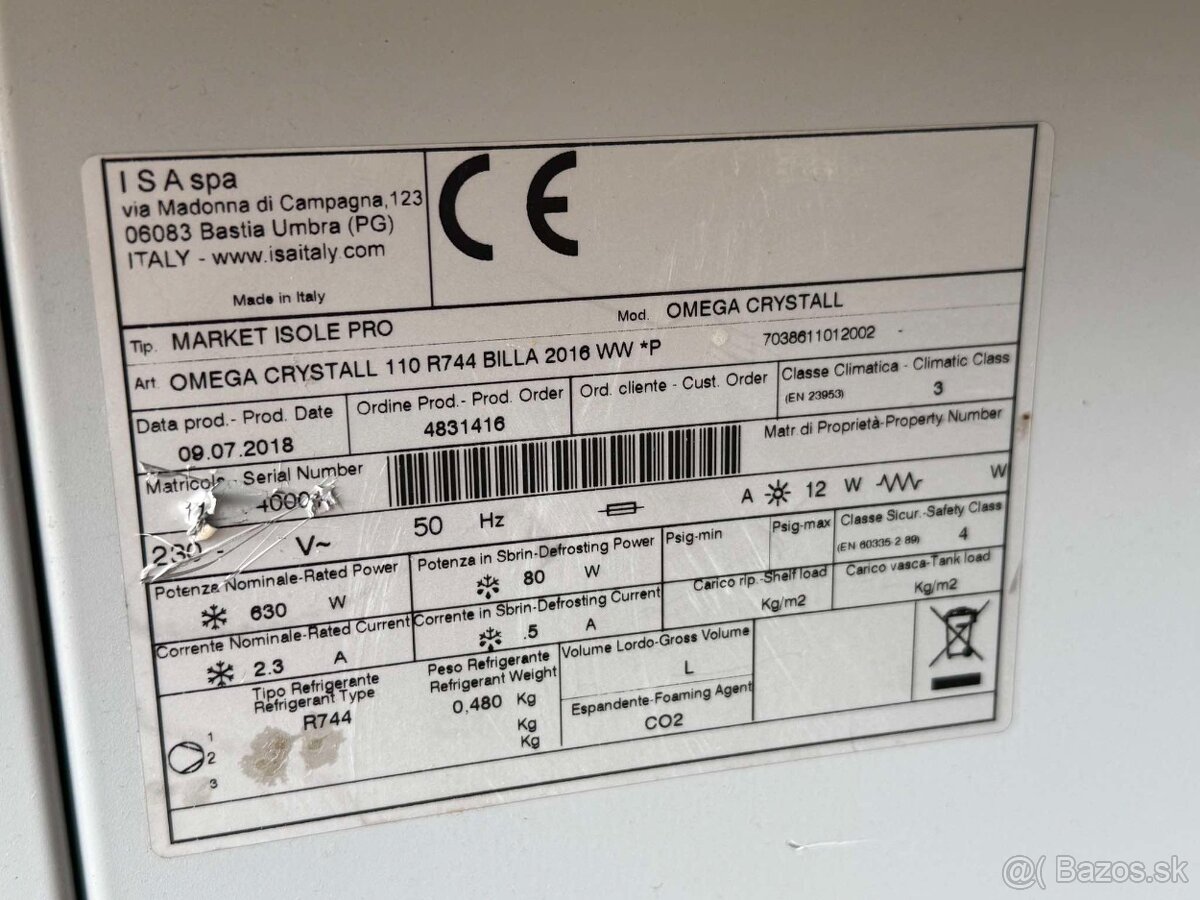 I S A spa
via Madonna di Campagna,123
06083 Bastia Umbra (PG)
ITALY - www.isaitaly.com
Made in Italy
CE
Tip. MARKET ISOLE PRO Mod. OMEGA CRYSTALL
Art. OMEGA CRYSTALL 110 R744 BILLA 2016 WW *P 7038611012002
Data prod.- Prod. Date
09.07.2018
Ordine Prod.- Prod. Order
4831416
Ord. cliente - Cust. Order
Classe Climatica - Climatic Class
(EN 23953) 3
Matricola - Serial Number
Matr di Proprietà-Property Number
230 - V~ 50 Hz A 12 W W
Potenza Nominale-Rated Power
630 W
Potenza in Sbrin-Defrosting Power
80 W
Psig-min
Psig-max
Classe Sicur.-Safety Class
(EN 60335-2 89) 4
Corrente Nominale-Rated Current
2.3 A
Corrente in Sbrin-Defrosting Current
.5 A
Carico rip.-Shelf load
Kg/m2
Carico vasca-Tank load
Kg/m2
Tipo Refrigerante
Refrigerant Type
R744
Peso Refrigerante
Refrigerant Weight
0,480 Kg
Kg
Kg
1
2
3
Volume Lordo-Gross Volume
L
Espandente-Foaming Agent
CO2
@( Bazos.sk